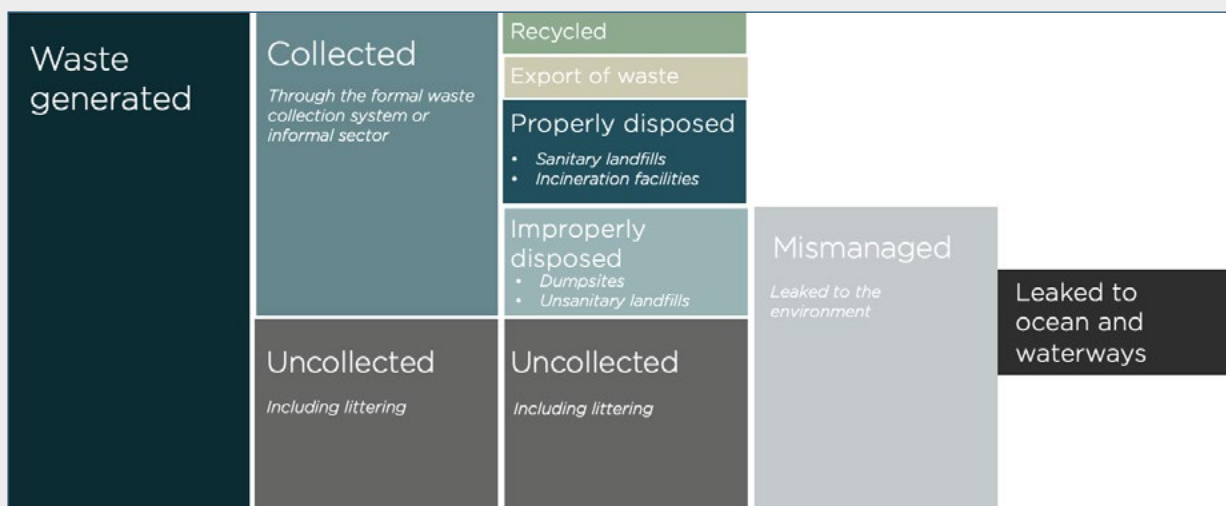 Waste
generated
Collected
Through the formal waste
collection system or
informal sector
Uncollected
Including littering
Recycled
Export of waste
Properly disposed
• Sanitary landfills
• Incineration facilities
Improperly
disposed
• Dumpsites
• Unsanitary landfills
Uncollected
Including littering
Mismanaged
Leaked to the
environment
Leaked to
ocean and
waterways